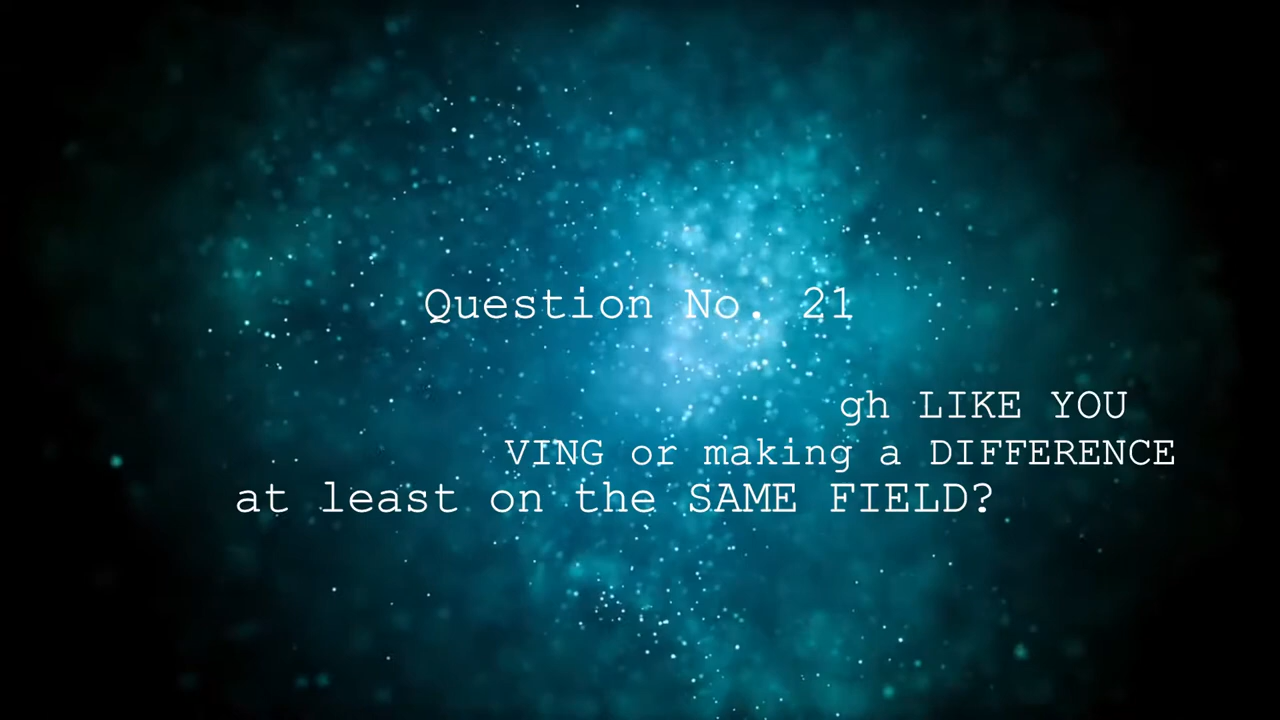 Question No. 21
gh LIKE YOU
VING or making a DIFFERENCE
at least on the SAME FIELD?